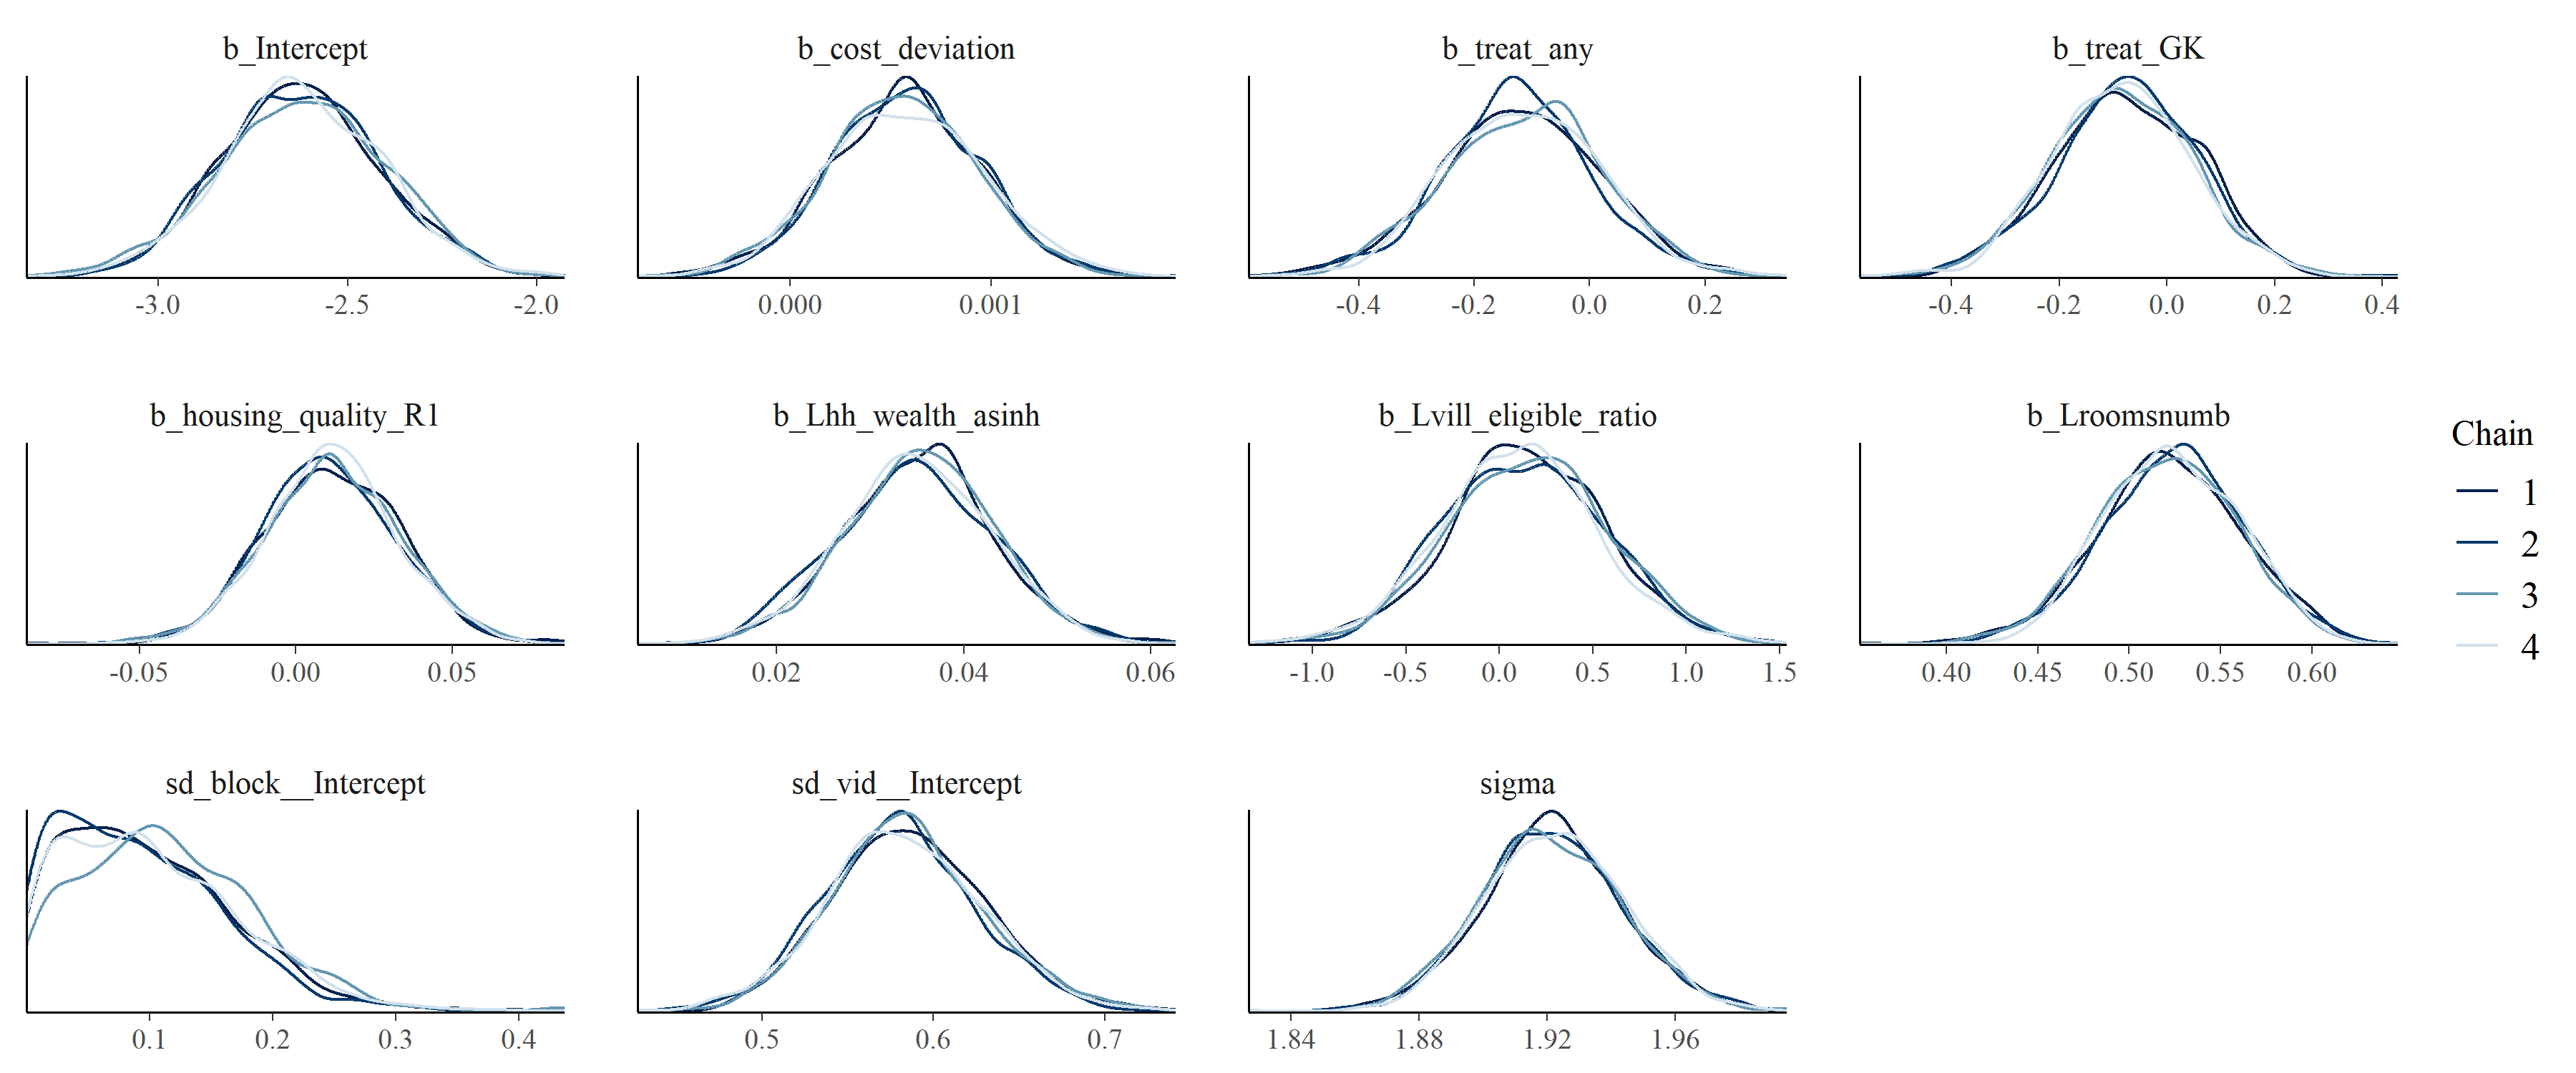 b_Intercept b_cost_deviation b_treat_any b_treat_GK
-3.0 -2.5 -2.0 0.000 0.001 -0.4 -0.2 0.0 0.2 -0.4 -0.2 0.0 0.2 0.4
b_housing_quality_R1 b_Lhh_wealth_asinh b_Lvill_eligible_ratio b_Lroomsnumb
-0.05 0.00 0.05 0.02 0.04 0.06 -1.0 -0.5 0.0 0.5 1.0 1.5 0.40 0.45 0.50 0.55 0.60
sd_block__Intercept sd_vid__Intercept sigma
0.1 0.2 0.3 0.4 0.5 0.6 0.7 1.84 1.88 1.92 1.96
Chain
1
2
3
4